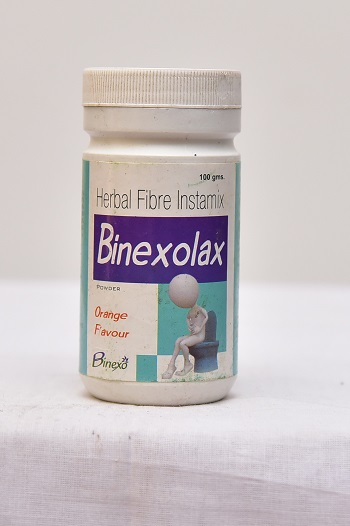 100 gms.
Herbal Fibre Instamix
Binexolax
POWDER
Orange
Flavour
Binexo